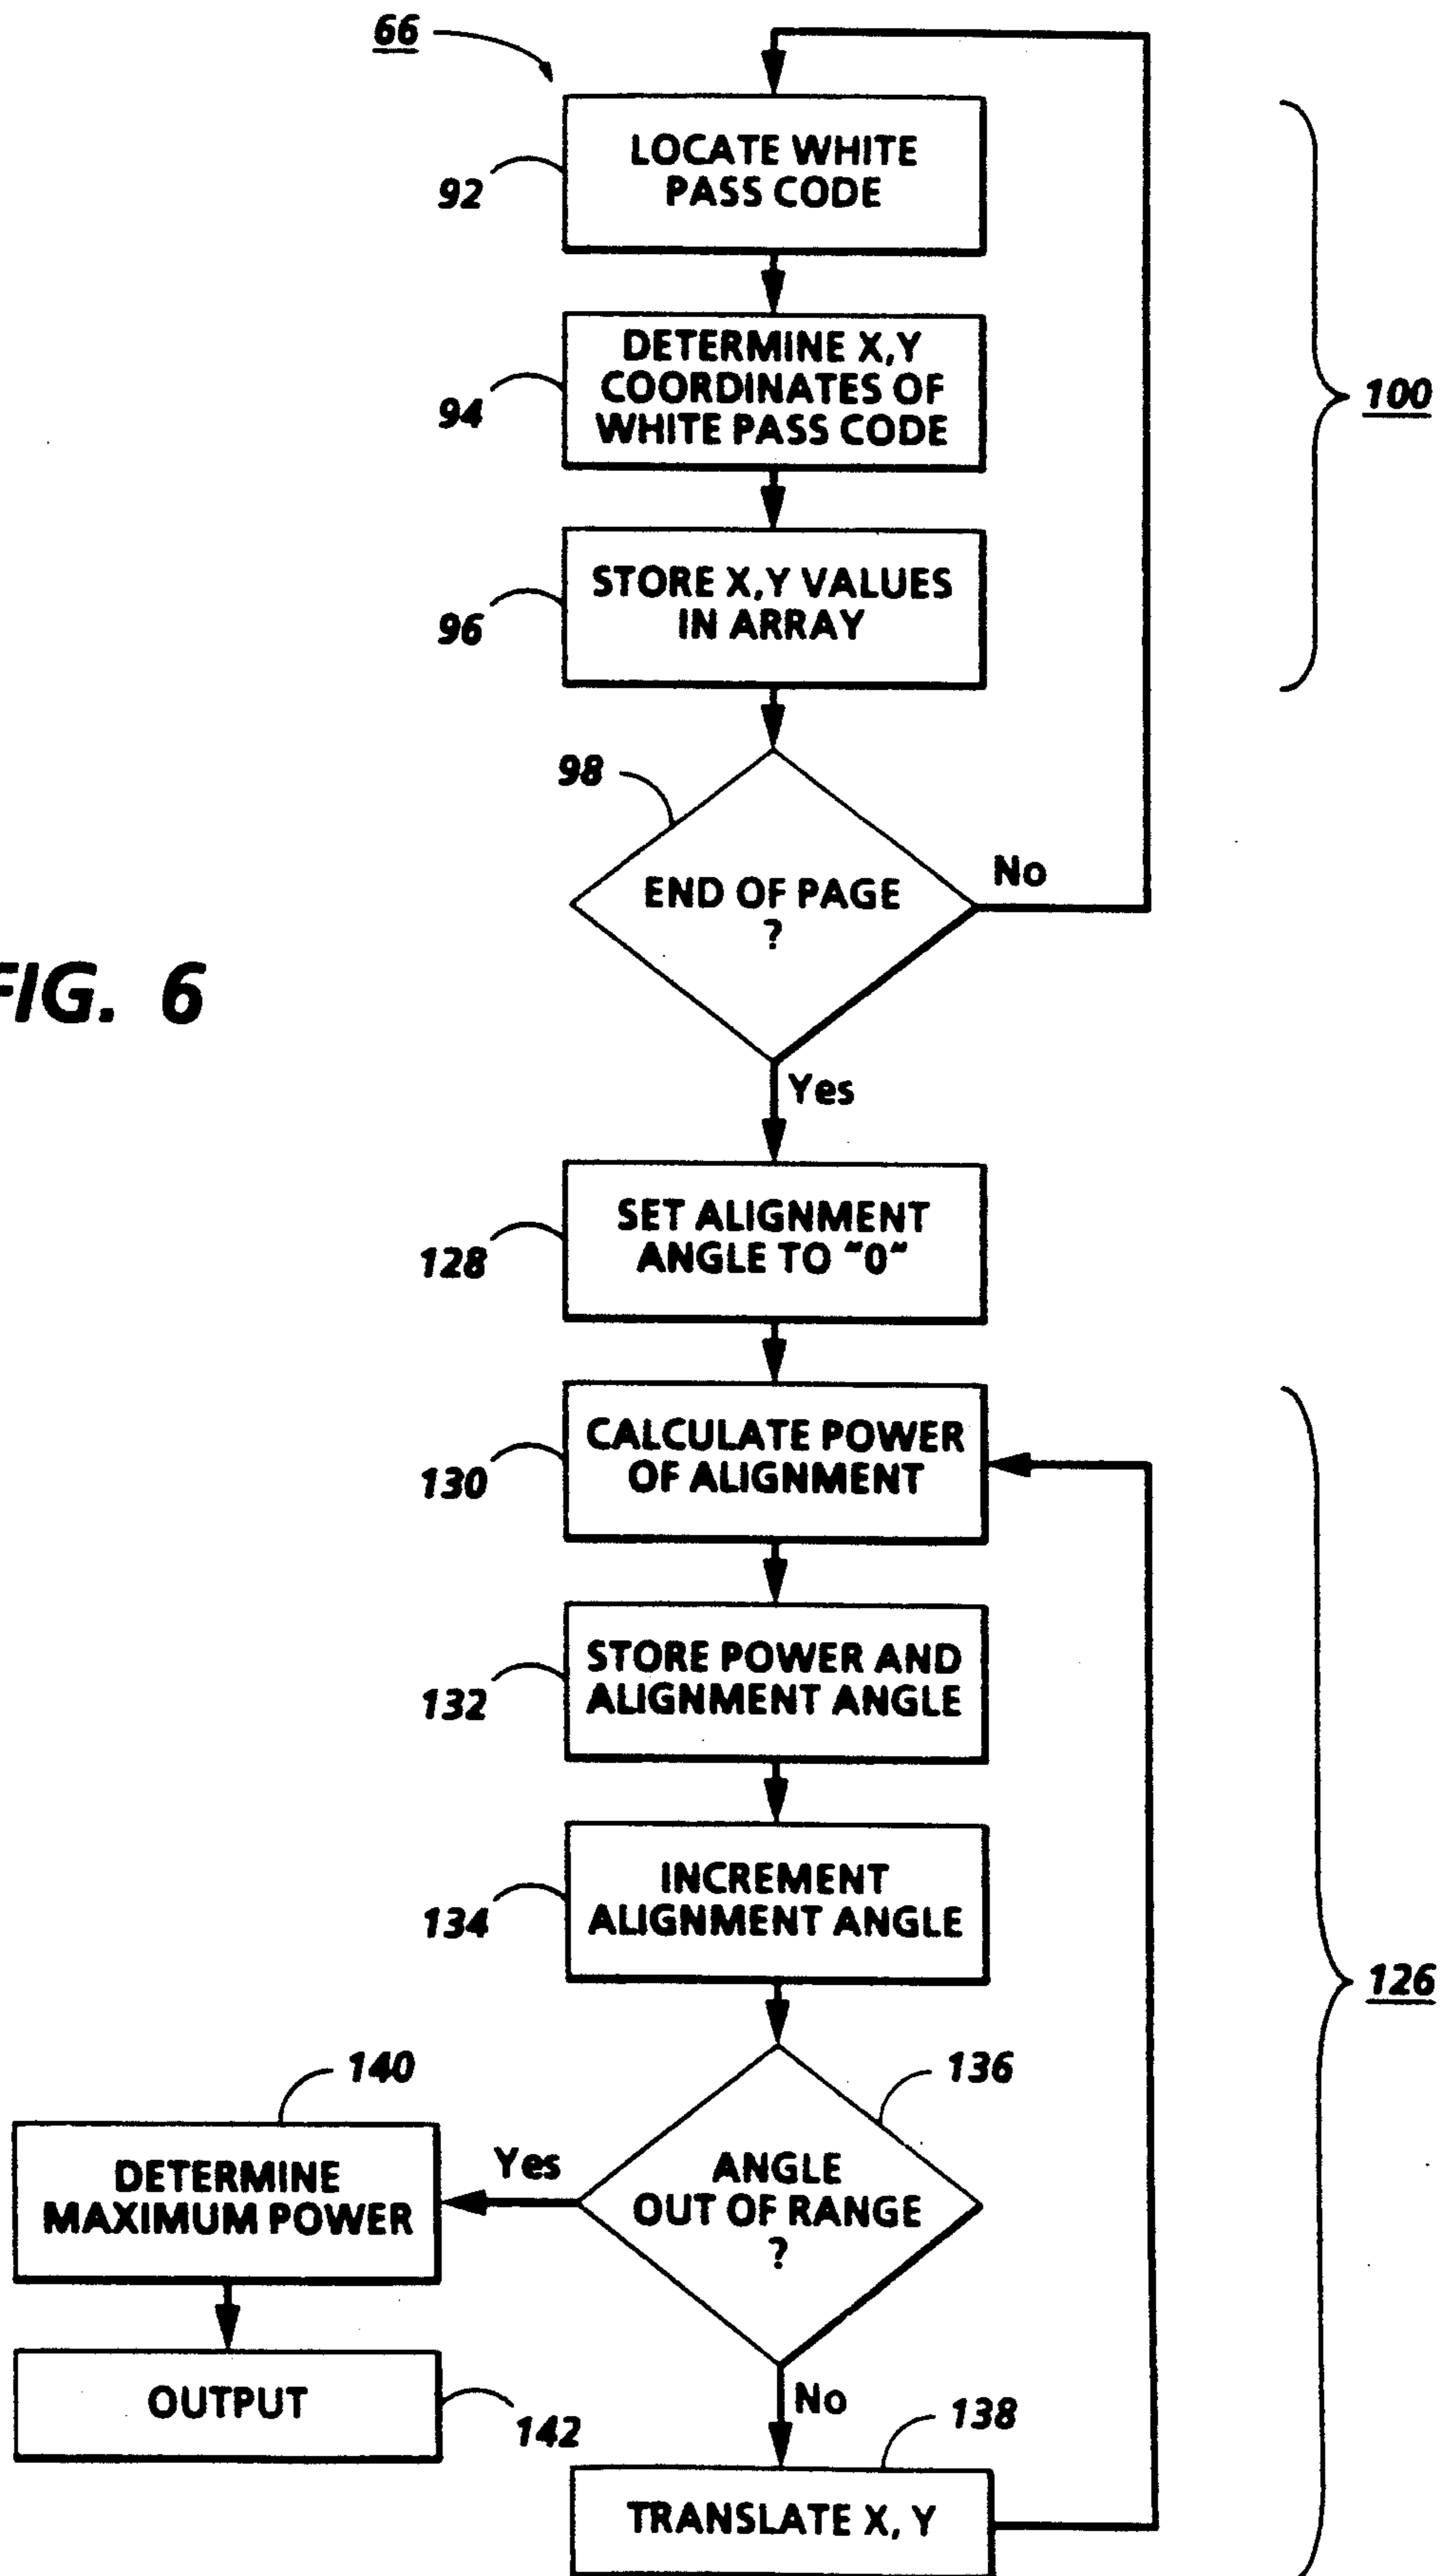 66
LOCATE WHITE
PASS CODE
92
DETERMINE X,Y
COORDINATES OF
WHITE PASS CODE
94
100
STORE X,Y VALUES
IN ARRAY
96
98
END OF PAGE
?
No
FIG. 6
Yes
SET ALIGNMENT
ANGLE TO "0"
128
CALCULATE POWER
OF ALIGNMENT
130
STORE POWER AND
ALIGNMENT ANGLE
132
INCREMENT
ALIGNMENT ANGLE
134
126
140
136
DETERMINE
MAXIMUM POWER
Yes
ANGLE
OUT OF RANGE
?
OUTPUT
142
No
138
TRANSLATE X, Y